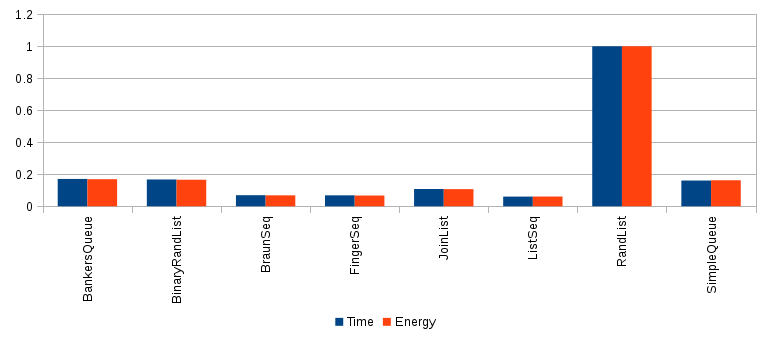 1.2
1
0.8
0.6
0.4
0.2
0
BankersQueue
BinaryRandList
BraunSeq
FingerSeq
JoinList
ListSeq
RandList
SimpleQueue
Time Energy